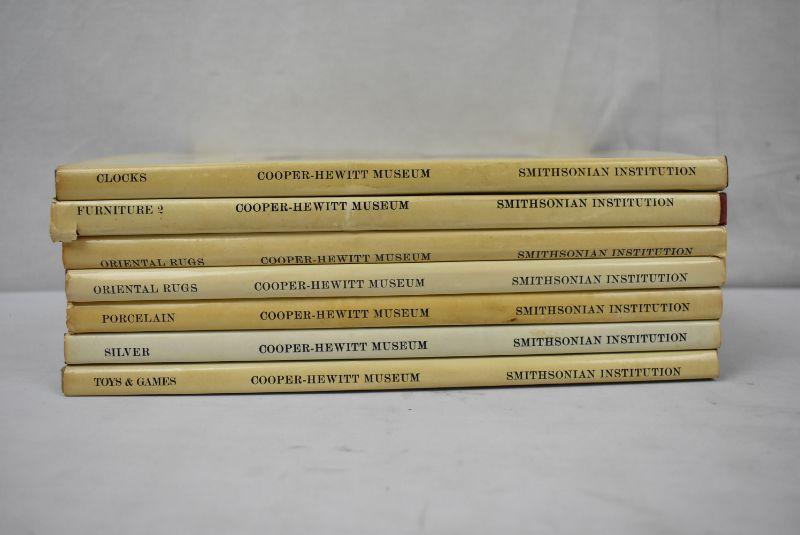 CLOCKS COOPER-HEWITT MUSEUM SMITHSONIAN INSTITUTION
FURNITURE 2 COOPER-HEWITT MUSEUM SMITHSONIAN INSTITUTION
ORIENTAL RUGS COOPER-HEWITT MUSEUM SMITHSONIAN INSTITUTION
ORIENTAL RUGS COOPER-HEWITT MUSEUM SMITHSONIAN INSTITUTION
PORCELAIN COOPER-HEWITT MUSEUM SMITHSONIAN INSTITUTION
SILVER COOPER-HEWITT MUSEUM SMITHSONIAN INSTITUTION
TOYS & GAMES COOPER-HEWITT MUSEUM SMITHSONIAN INSTITUTION